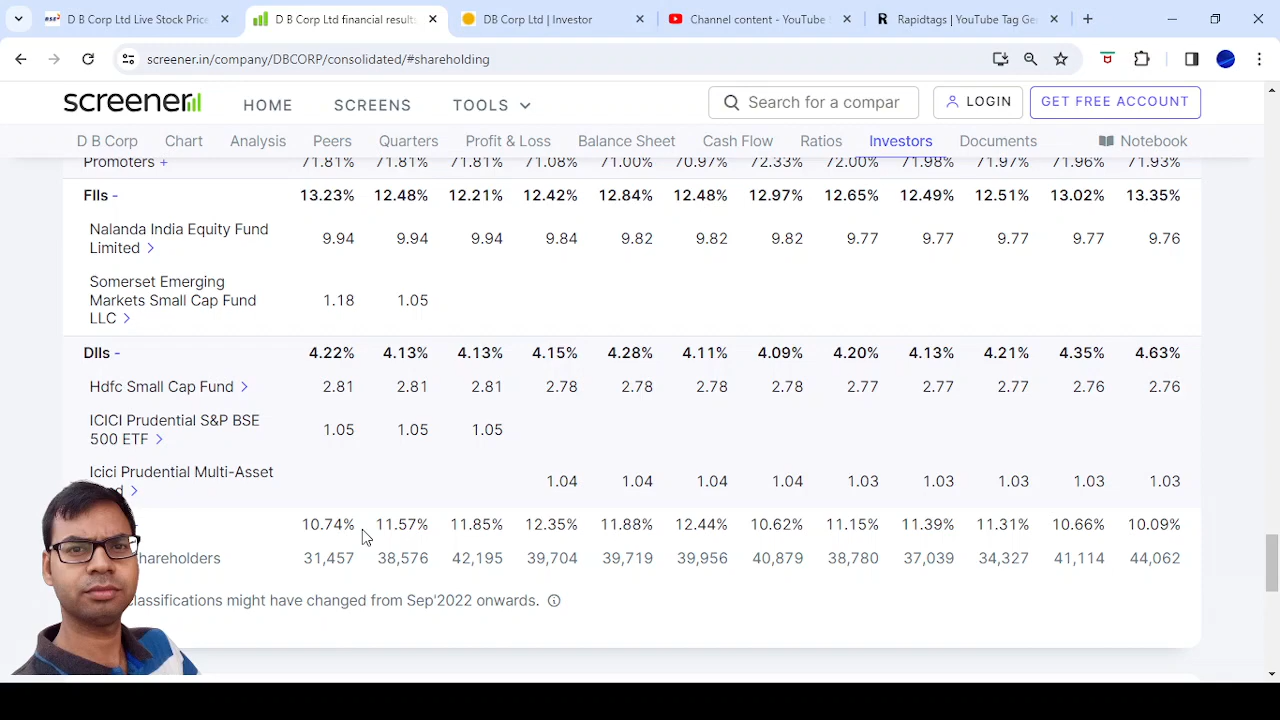 D B Corp Ltd Live Stock Price
D B Corp Ltd financial results
DB Corp Ltd | Investor
Channel content - YouTube
Rapidtags | YouTube Tag Ge
screener.in/company/DBCORP/consolidated/#shareholding
screener
HOME
SCREENS
TOOLS
Search for a compar
LOGIN
GET FREE ACCOUNT
D B Corp Chart Analysis Peers Quarters Profit & Loss Balance Sheet Cash Flow Ratios Investors Documents Notebook
Promoters + 71.81% 71.81% 71.81% 71.08% 71.00% 70.97% 72.33% 72.00% 71.98% 71.97% 71.96% 71.93%
FIIs - 13.23% 12.48% 12.21% 12.42% 12.84% 12.48% 12.97% 12.65% 12.49% 12.51% 13.02% 13.35%
Nalanda India Equity Fund
Limited 9.94 9.94 9.94 9.84 9.82 9.82 9.82 9.77 9.77 9.77 9.77 9.76
Somerset Emerging
Markets Small Cap Fund 1.18 1.05
LLC
DIIs - 4.22% 4.13% 4.13% 4.15% 4.28% 4.11% 4.09% 4.20% 4.13% 4.21% 4.35% 4.63%
Hdfc Small Cap Fund 2.81 2.81 2.81 2.78 2.78 2.78 2.78 2.77 2.77 2.77 2.76 2.76
ICICI Prudential S&P BSE
500 ETF 1.05 1.05 1.05
Icici Prudential Multi-Asset
1.04 1.04 1.04 1.04 1.03 1.03 1.03 1.03 1.03
10.74% 11.57% 11.85% 12.35% 11.88% 12.44% 10.62% 11.15% 11.39% 11.31% 10.66% 10.09%
hareholders 31,457 38,576 42,195 39,704 39,719 39,956 40,879 38,780 37,039 34,327 41,114 44,062
classifications might have changed from Sep'2022 onwards.